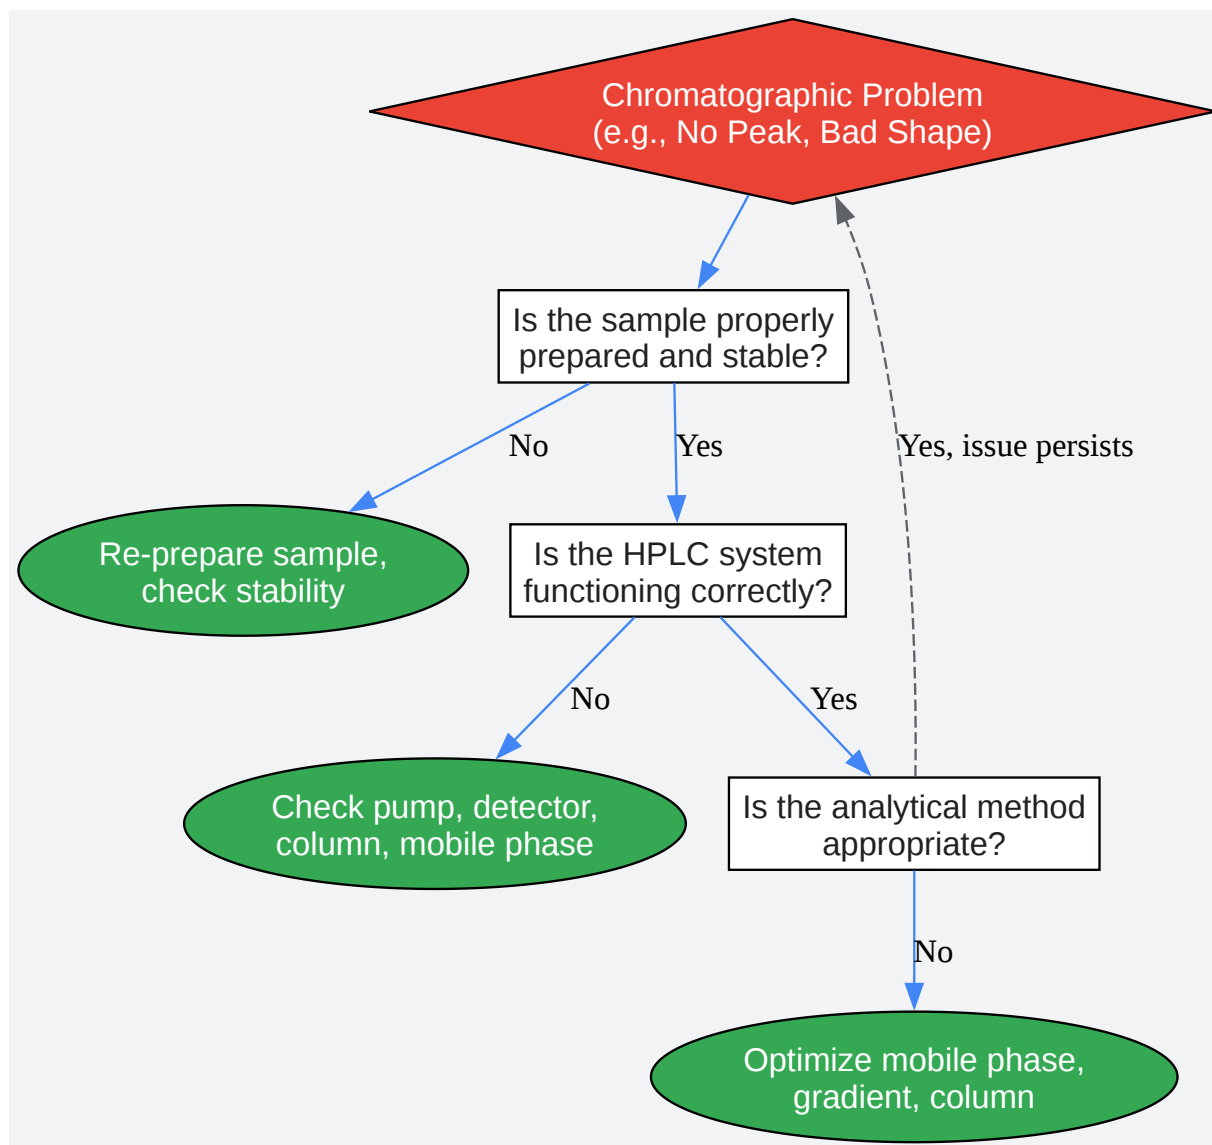 Chromatographic Problem
(e.g., No Peak, Bad Shape)
Is the sample properly
prepared and stable?
No
Yes
Yes, issue persists
Re-prepare sample,
check stability
Is the HPLC system
functioning correctly?
No
Yes
Check pump, detector,
column, mobile phase
Is the analytical method
appropriate?
No
Optimize mobile phase,
gradient, column